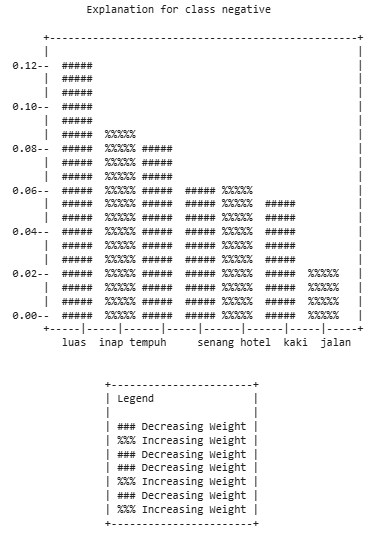 Explanation for class negative
+--------------------------------------------------+
|                                                  |
0.12-- #####
| ##### |
| ##### |
0.10-- #####
| ##### |
| ##### %%%%% |
0.08-- ##### %%%%% #####
| ##### %%%%% ##### |
| ##### %%%%% ##### |
0.06-- ##### %%%%% ##### ##### %%%%%
| ##### %%%%% ##### ##### %%%%% ##### |
| ##### %%%%% ##### ##### %%%%% ##### |
0.04-- ##### %%%%% ##### ##### %%%%% #####
| ##### %%%%% ##### ##### %%%%% ##### |
| ##### %%%%% ##### ##### %%%%% ##### |
0.02-- ##### %%%%% ##### ##### %%%%% ##### %%%%%
| ##### %%%%% ##### ##### %%%%% ##### %%%%% |
| ##### %%%%% ##### ##### %%%%% ##### %%%%% |
0.00-- ##### %%%%% ##### ##### %%%%% ##### %%%%%
+-----|-----|------|-----|------|------|-----|-----+
luas inap tempuh senang hotel kaki jalan
+-----------------------+
| Legend |
| |
| ### Decreasing Weight |
| %%% Increasing Weight |
| ### Decreasing Weight |
| ### Decreasing Weight |
| %%% Increasing Weight |
| ### Decreasing Weight |
| %%% Increasing Weight |
+-----------------------+